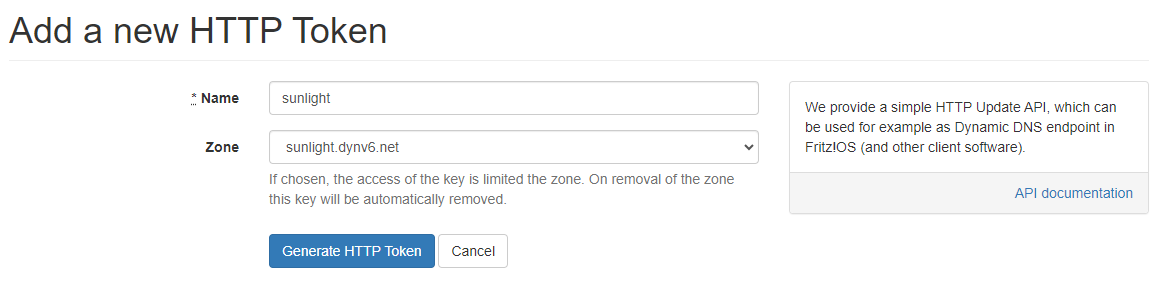 Add a new HTTP Token
* Name
sunlight
Zone
sunlight.dynv6.net
If chosen, the access of the key is limited the zone. On removal of the zone
this key will be automatically removed.
Generate HTTP Token
Cancel
We provide a simple HTTP Update API, which can
be used for example as Dynamic DNS endpoint in
Fritz!OS (and other client software).
API documentation